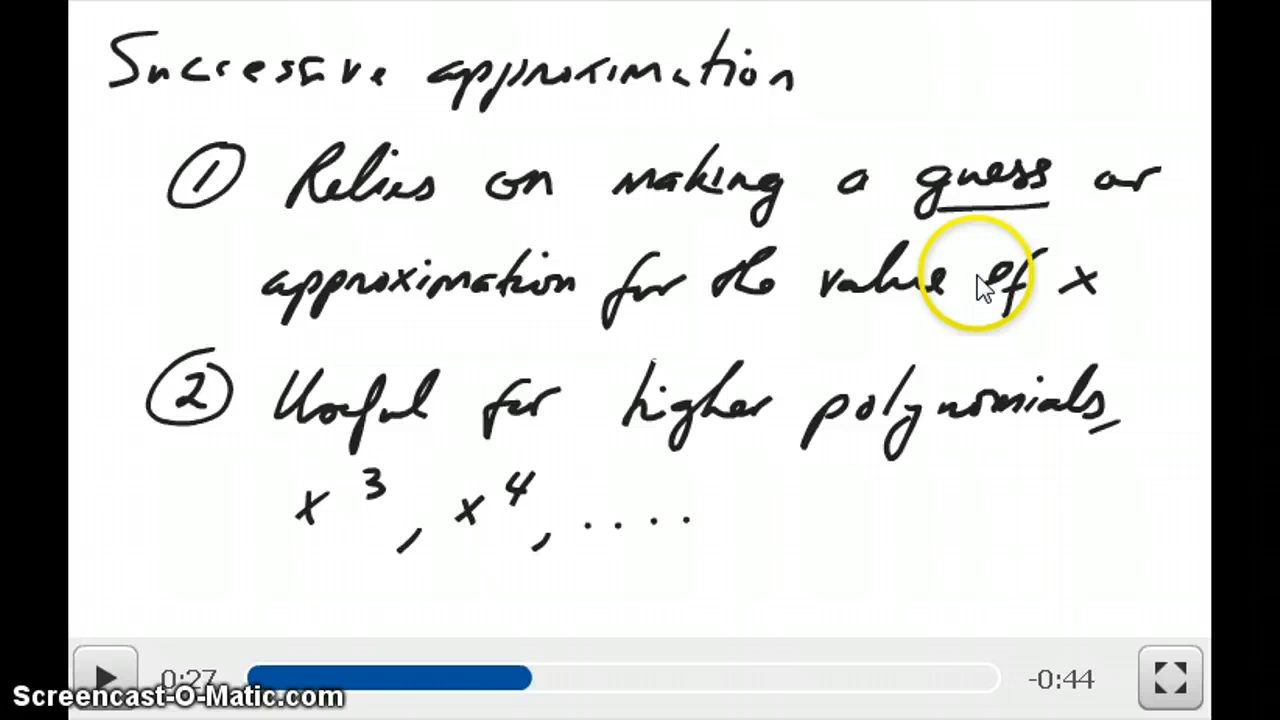 Successive approximation
① Relies on making a guess or
approximation for the value of x
② Useful for higher polynomials,
x³, x⁴, ....
0:27
-0:44
Screencast-O-Matic.com